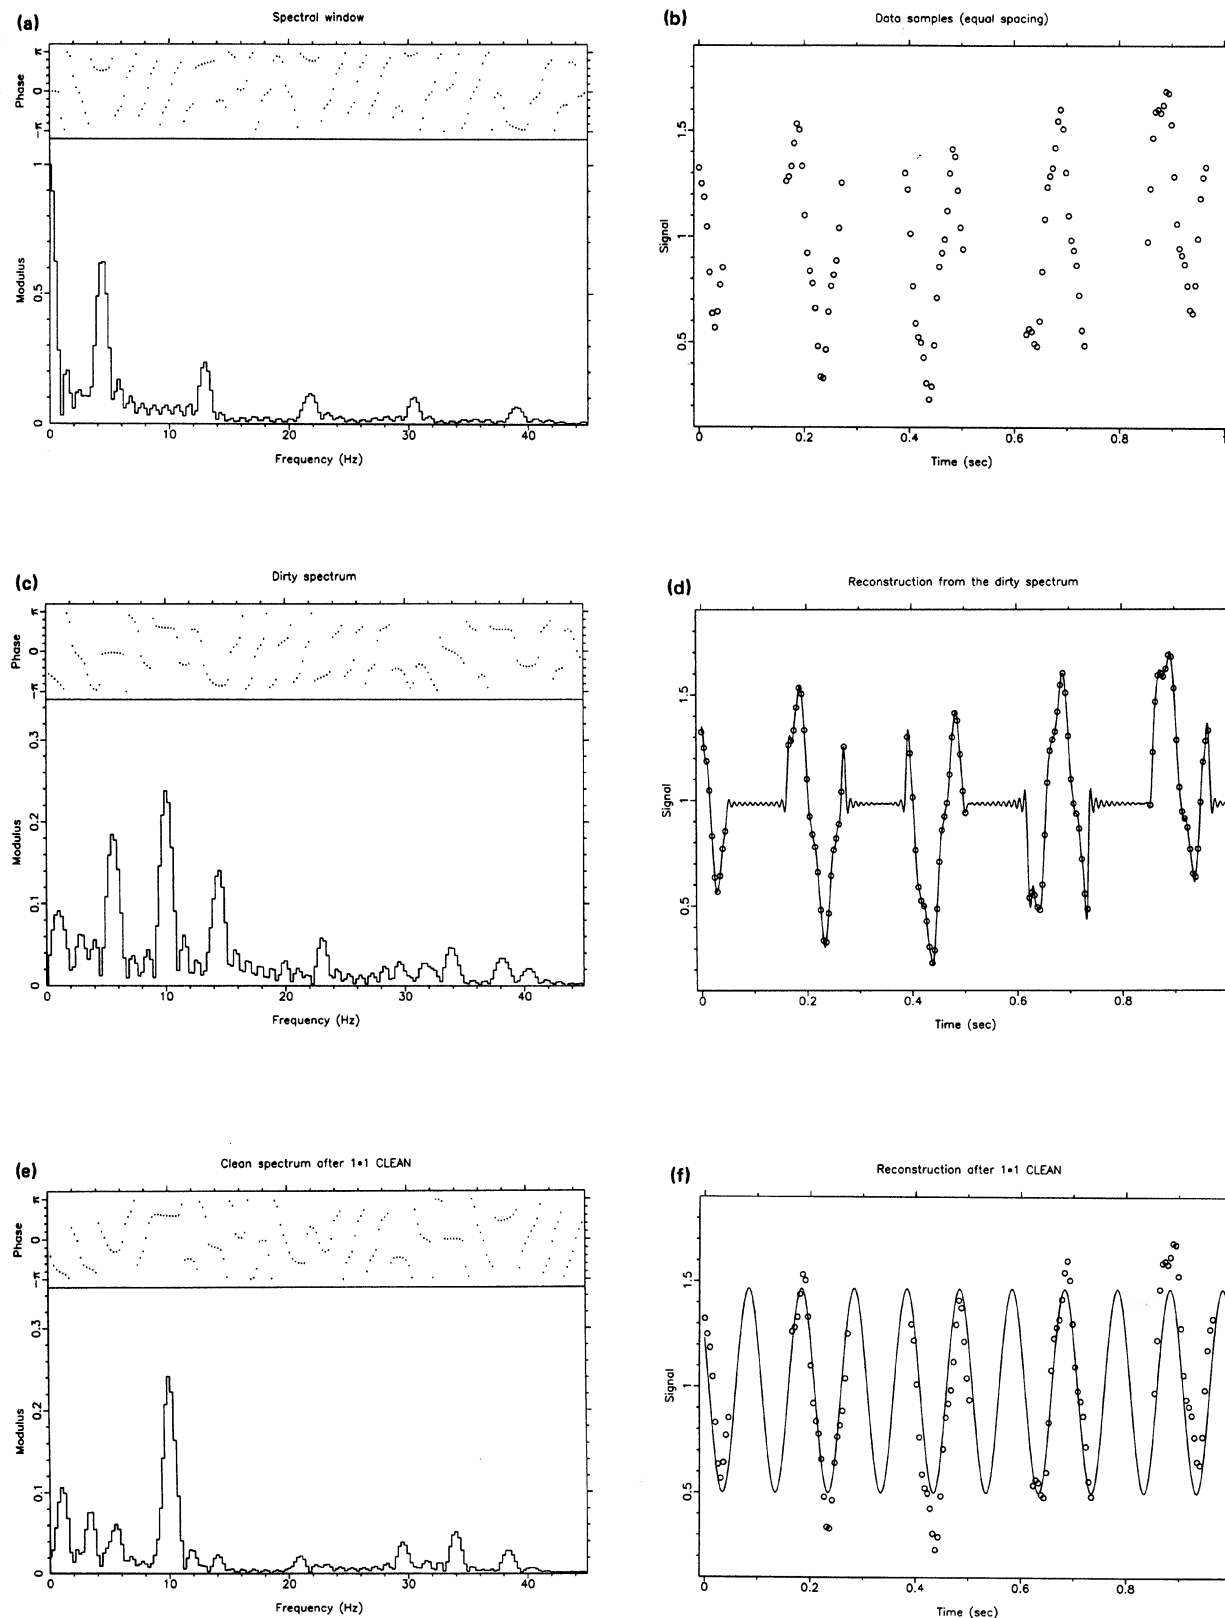 (a)
Spectral window
Phase
π
0
-π
Modulus
1
0.5
0
0 10 20 30 40
Frequency (Hz)
(b)
Data samples (equal spacing)
Signal
1.5
1
0.5
0 0.2 0.4 0.6 0.8 1
Time (sec)
(c)
Dirty spectrum
Phase
π
0
-π
Modulus
0.3
0.2
0.1
0
0 10 20 30 40
Frequency (Hz)
(d)
Reconstruction from the dirty spectrum
Signal
1.5
1
0.5
0 0.2 0.4 0.6 0.8
Time (sec)
(e)
Clean spectrum after 1*1 CLEAN
Phase
π
0
-π
Modulus
0.3
0.2
0.1
0
0 10 20 30 40
Frequency (Hz)
(f)
Reconstruction after 1*1 CLEAN
Signal
1.5
1
0.5
0 0.2 0.4 0.6 0.8
Time (sec)